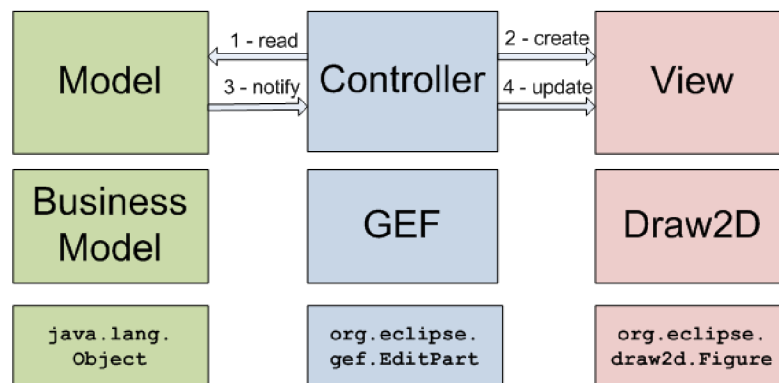 1 - read
2 - create
Model
Controller
View
3 - notify
4 - update
Business
Model
GEF
Draw2D
java.lang.
Object
org.eclipse.
gef.EditPart
org.eclipse.
draw2d.Figure